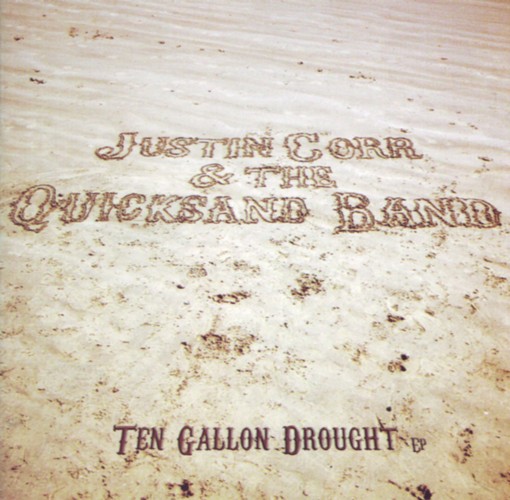 Justin Corr
& the
Quicksand Band
Ten Gallon Drought EP